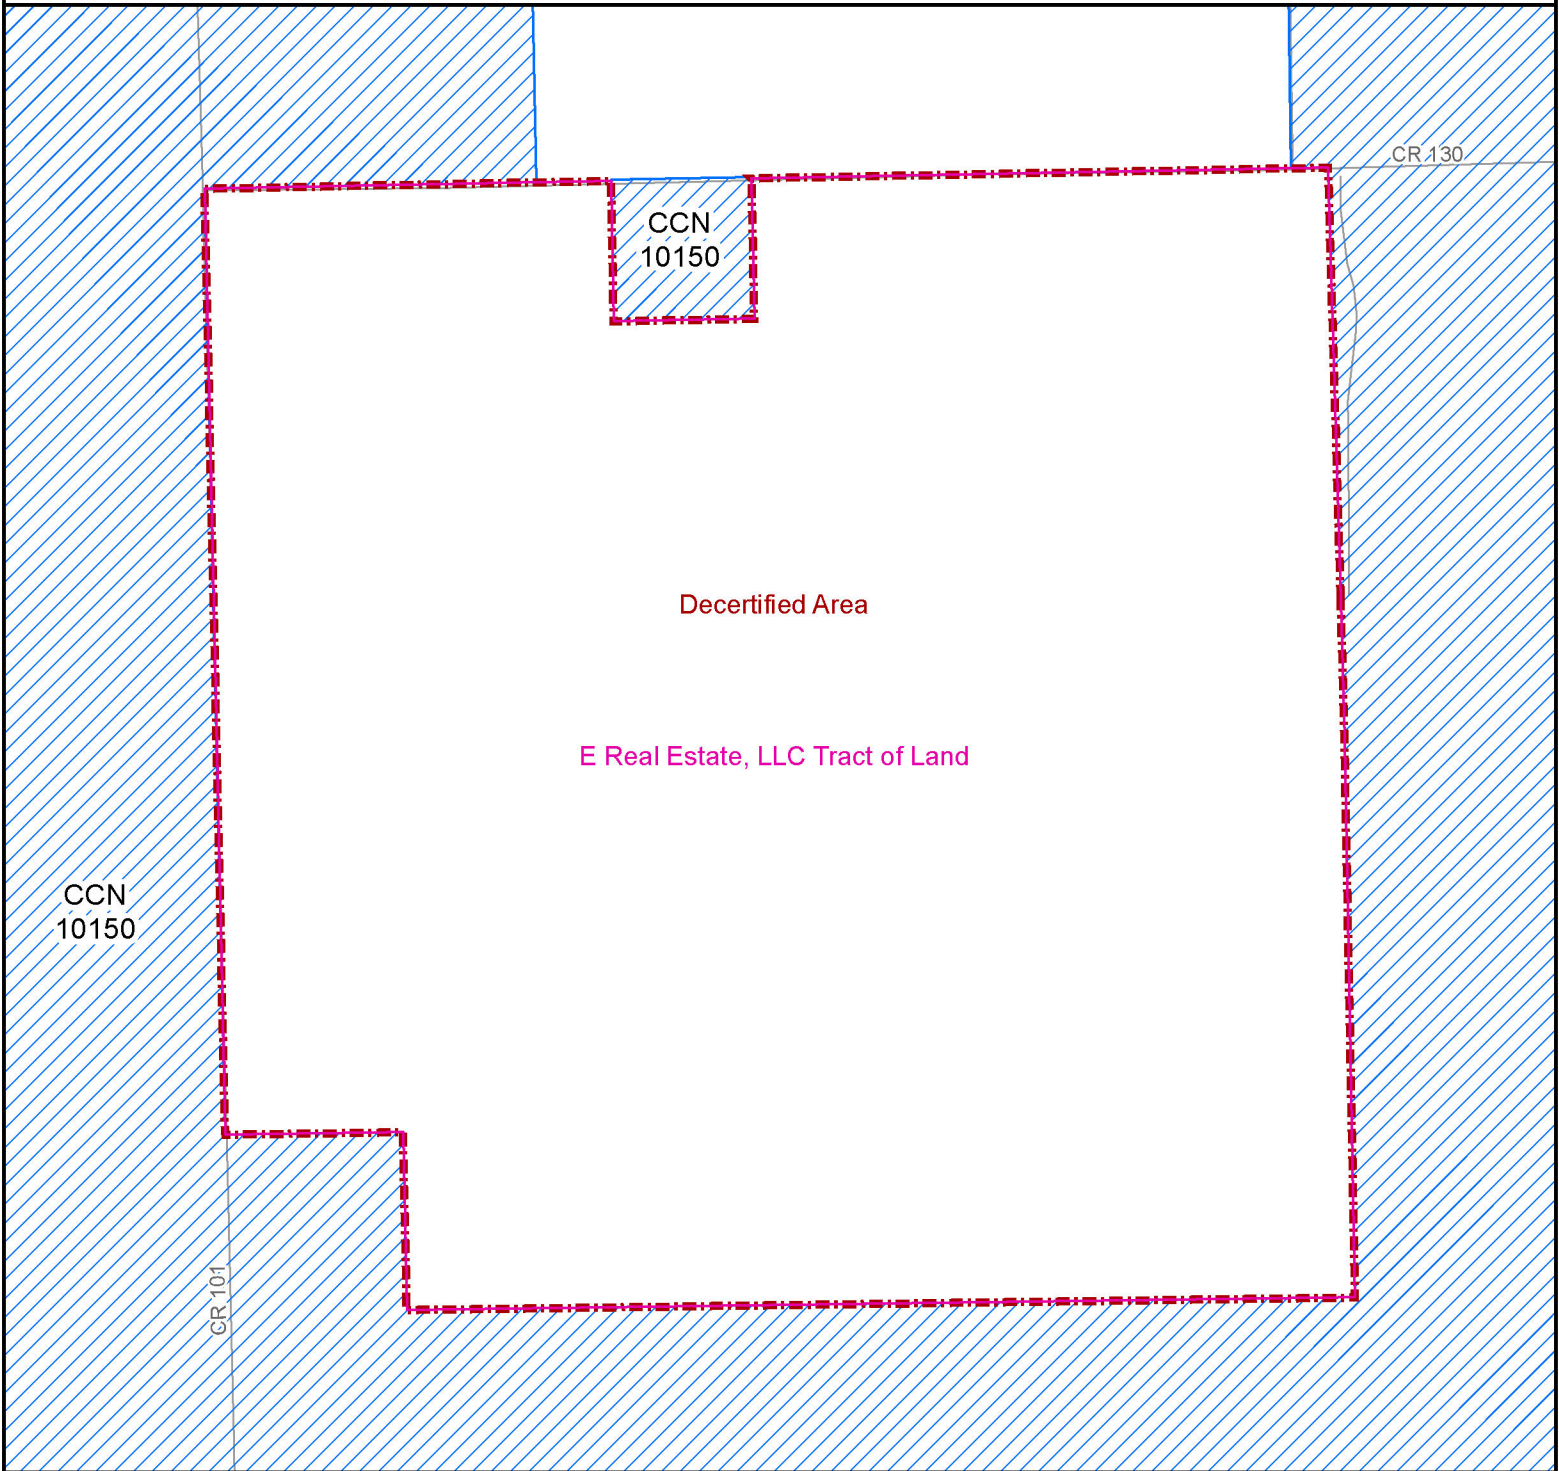 CR 130
CCN
10150
Decertified Area
E Real Estate, LLC Tract of Land
CCN
10150
CR 101